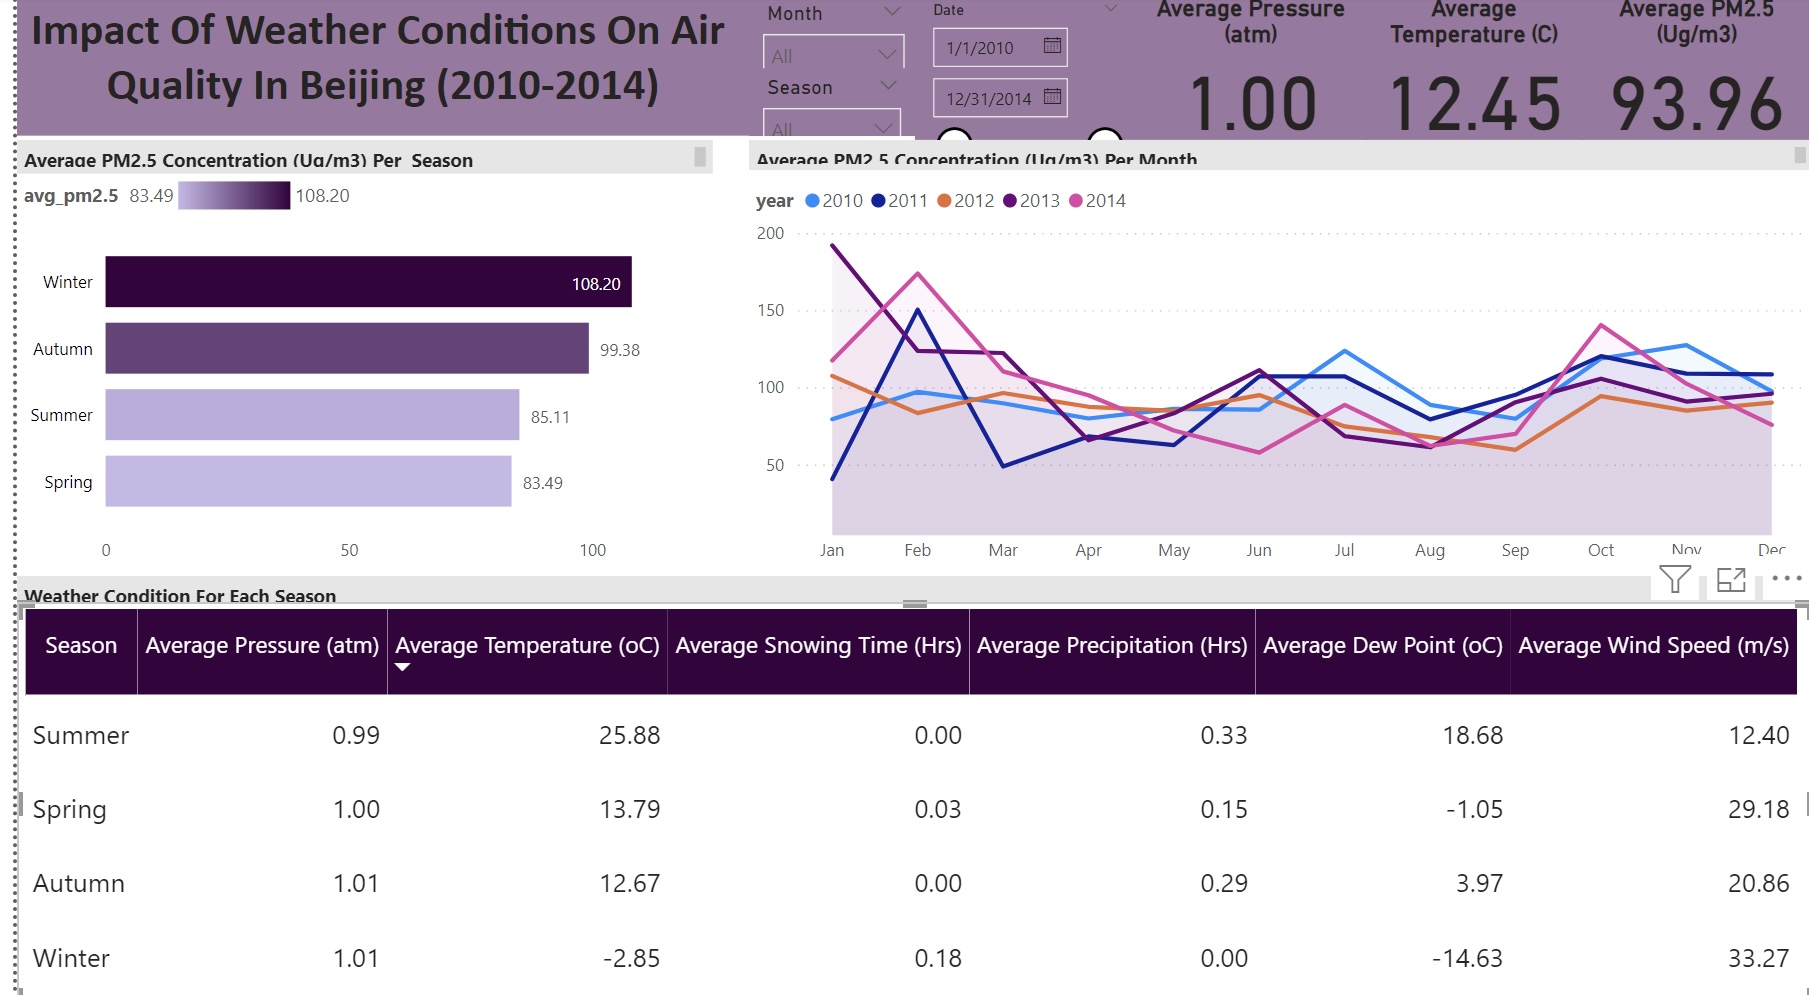 Impact Of Weather Conditions On Air
Quality In Beijing (2010-2014)
Month
All
Season
All
Date
1/1/2010
12/31/2014
Average Pressure
(atm)
1.00
Average
Temperature (C)
12.45
Average PM2.5
(Ug/m3)
93.96
Average PM2.5 Concentration (Ug/m3) Per Season
avg_pm2.5 83.49 108.20
Winter 108.20
Autumn 99.38
Summer 85.11
Spring 83.49
0 50 100
Average PM2.5 Concentration (Ug/m3) Per Month
year 2010 2011 2012 2013 2014
200
150
100
50
Jan Feb Mar Apr May Jun Jul Aug Sep Oct Nov Dec
Weather Condition For Each Season
Season Average Pressure (atm) Average Temperature (oC) Average Snowing Time (Hrs) Average Precipitation (Hrs) Average Dew Point (oC) Average Wind Speed (m/s)
Summer 0.99 25.88 0.00 0.33 18.68 12.40
Spring 1.00 13.79 0.03 0.15 -1.05 29.18
Autumn 1.01 12.67 0.00 0.29 3.97 20.86
Winter 1.01 -2.85 0.18 0.00 -14.63 33.27